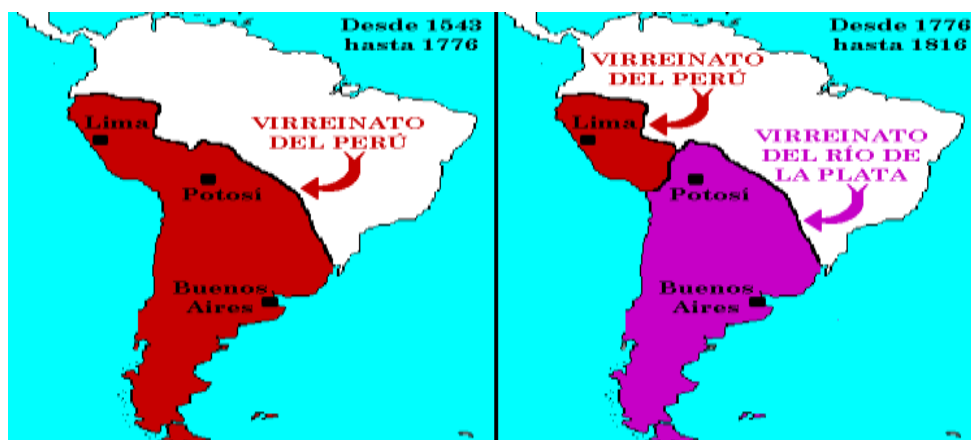 Desde 1543
hasta 1776
Lima
VIRREINATO
DEL PERÚ
Potosí
Buenos
Aires
Desde 1776
hasta 1816
VIRREINATO
DEL PERÚ
Lima
VIRREINATO
DEL RÍO DE
LA PLATA
Potosí
Buenos
Aires